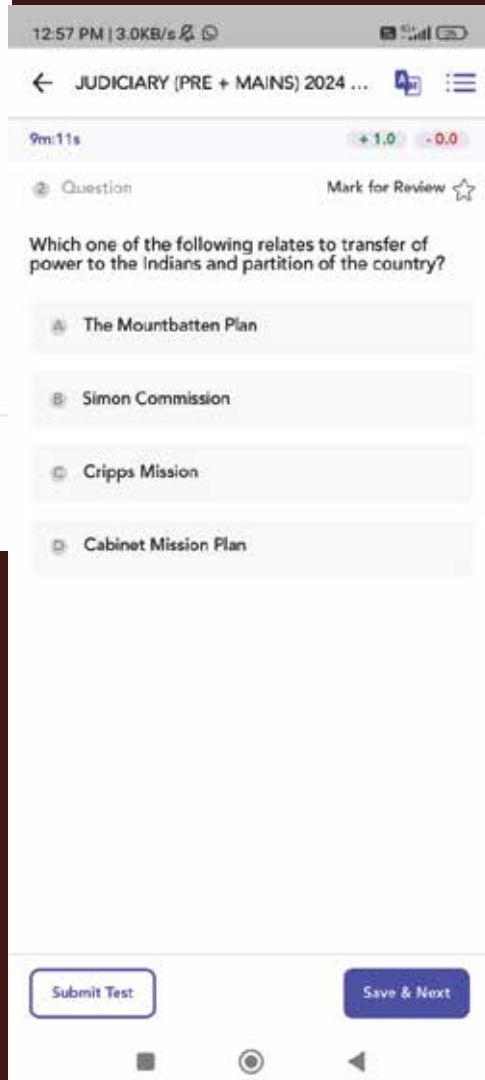 12:57 PM | 3.0KB/s
← JUDICIARY (PRE + MAINS) 2024 ...
9m:11s +1.0 -0.0
2 Question Mark for Review
Which one of the following relates to transfer of
power to the Indians and partition of the country?
A The Mountbatten Plan
B Simon Commission
C Cripps Mission
D Cabinet Mission Plan
Submit Test Save & Next